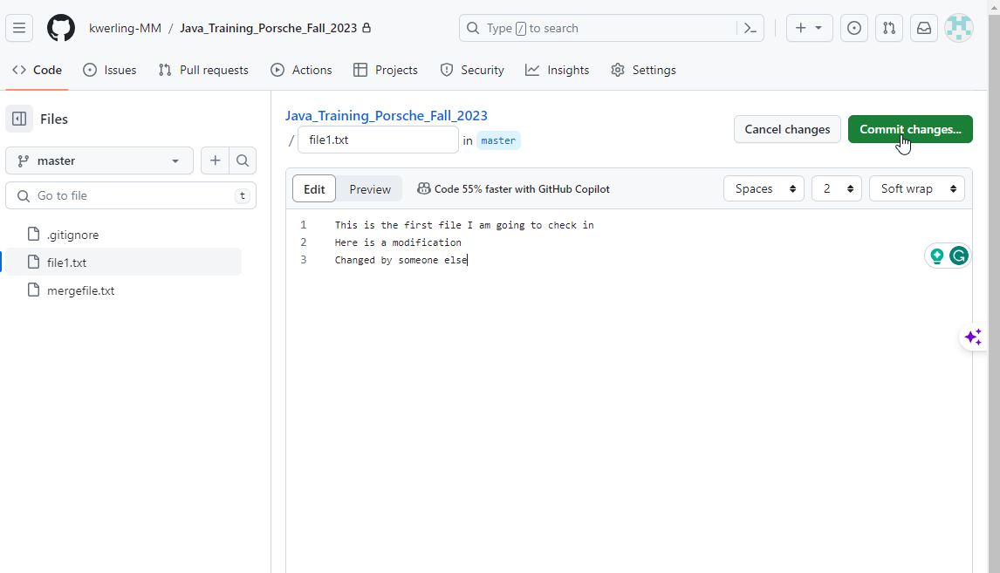 kwerling-MM / Java_Training_Porsche_Fall_2023
Type / to search
Code Issues Pull requests Actions Projects Security Insights Settings
Files
master
Go to file t
.gitignore
file1.txt
mergefile.txt
Java_Training_Porsche_Fall_2023
/ file1.txt in master
Cancel changes Commit changes...
Edit Preview Code 55% faster with GitHub Copilot Spaces 2 Soft wrap
1 This is the first file I am going to check in
2 Here is a modification
3 Changed by someone else